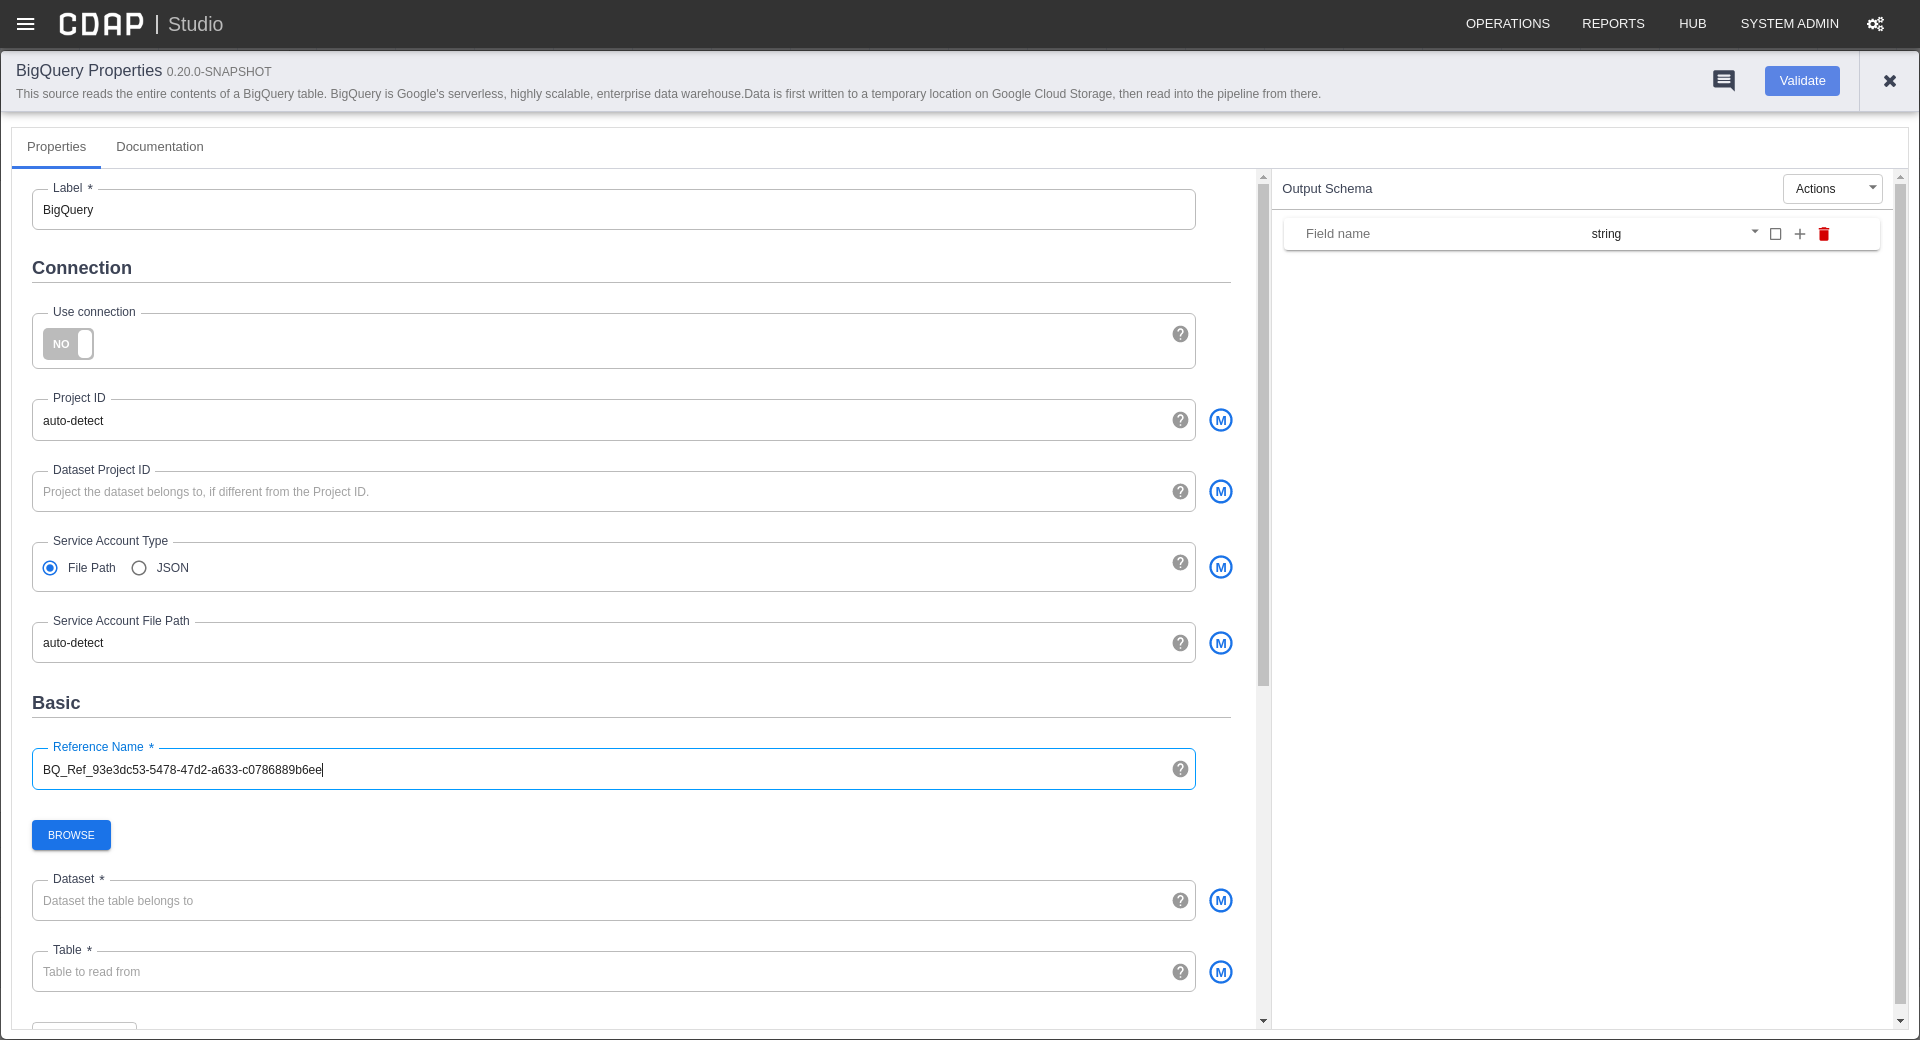 CDAP | Studio
OPERATIONS REPORTS HUB SYSTEM ADMIN
BigQuery Properties 0.20.0-SNAPSHOT
This source reads the entire contents of a BigQuery table. BigQuery is Google's serverless, highly scalable, enterprise data warehouse.Data is first written to a temporary location on Google Cloud Storage, then read into the pipeline from there.
Validate
Properties Documentation
Label *
BigQuery
Connection
Use connection
NO
Project ID
auto-detect
M
Dataset Project ID
Project the dataset belongs to, if different from the Project ID.
M
Service Account Type
File Path JSON
M
Service Account File Path
auto-detect
M
Basic
Reference Name *
BQ_Ref_93e3dc53-5478-47d2-a633-c0786889b6ee
BROWSE
Dataset *
Dataset the table belongs to
M
Table *
Table to read from
M
Output Schema
Actions
Field name string